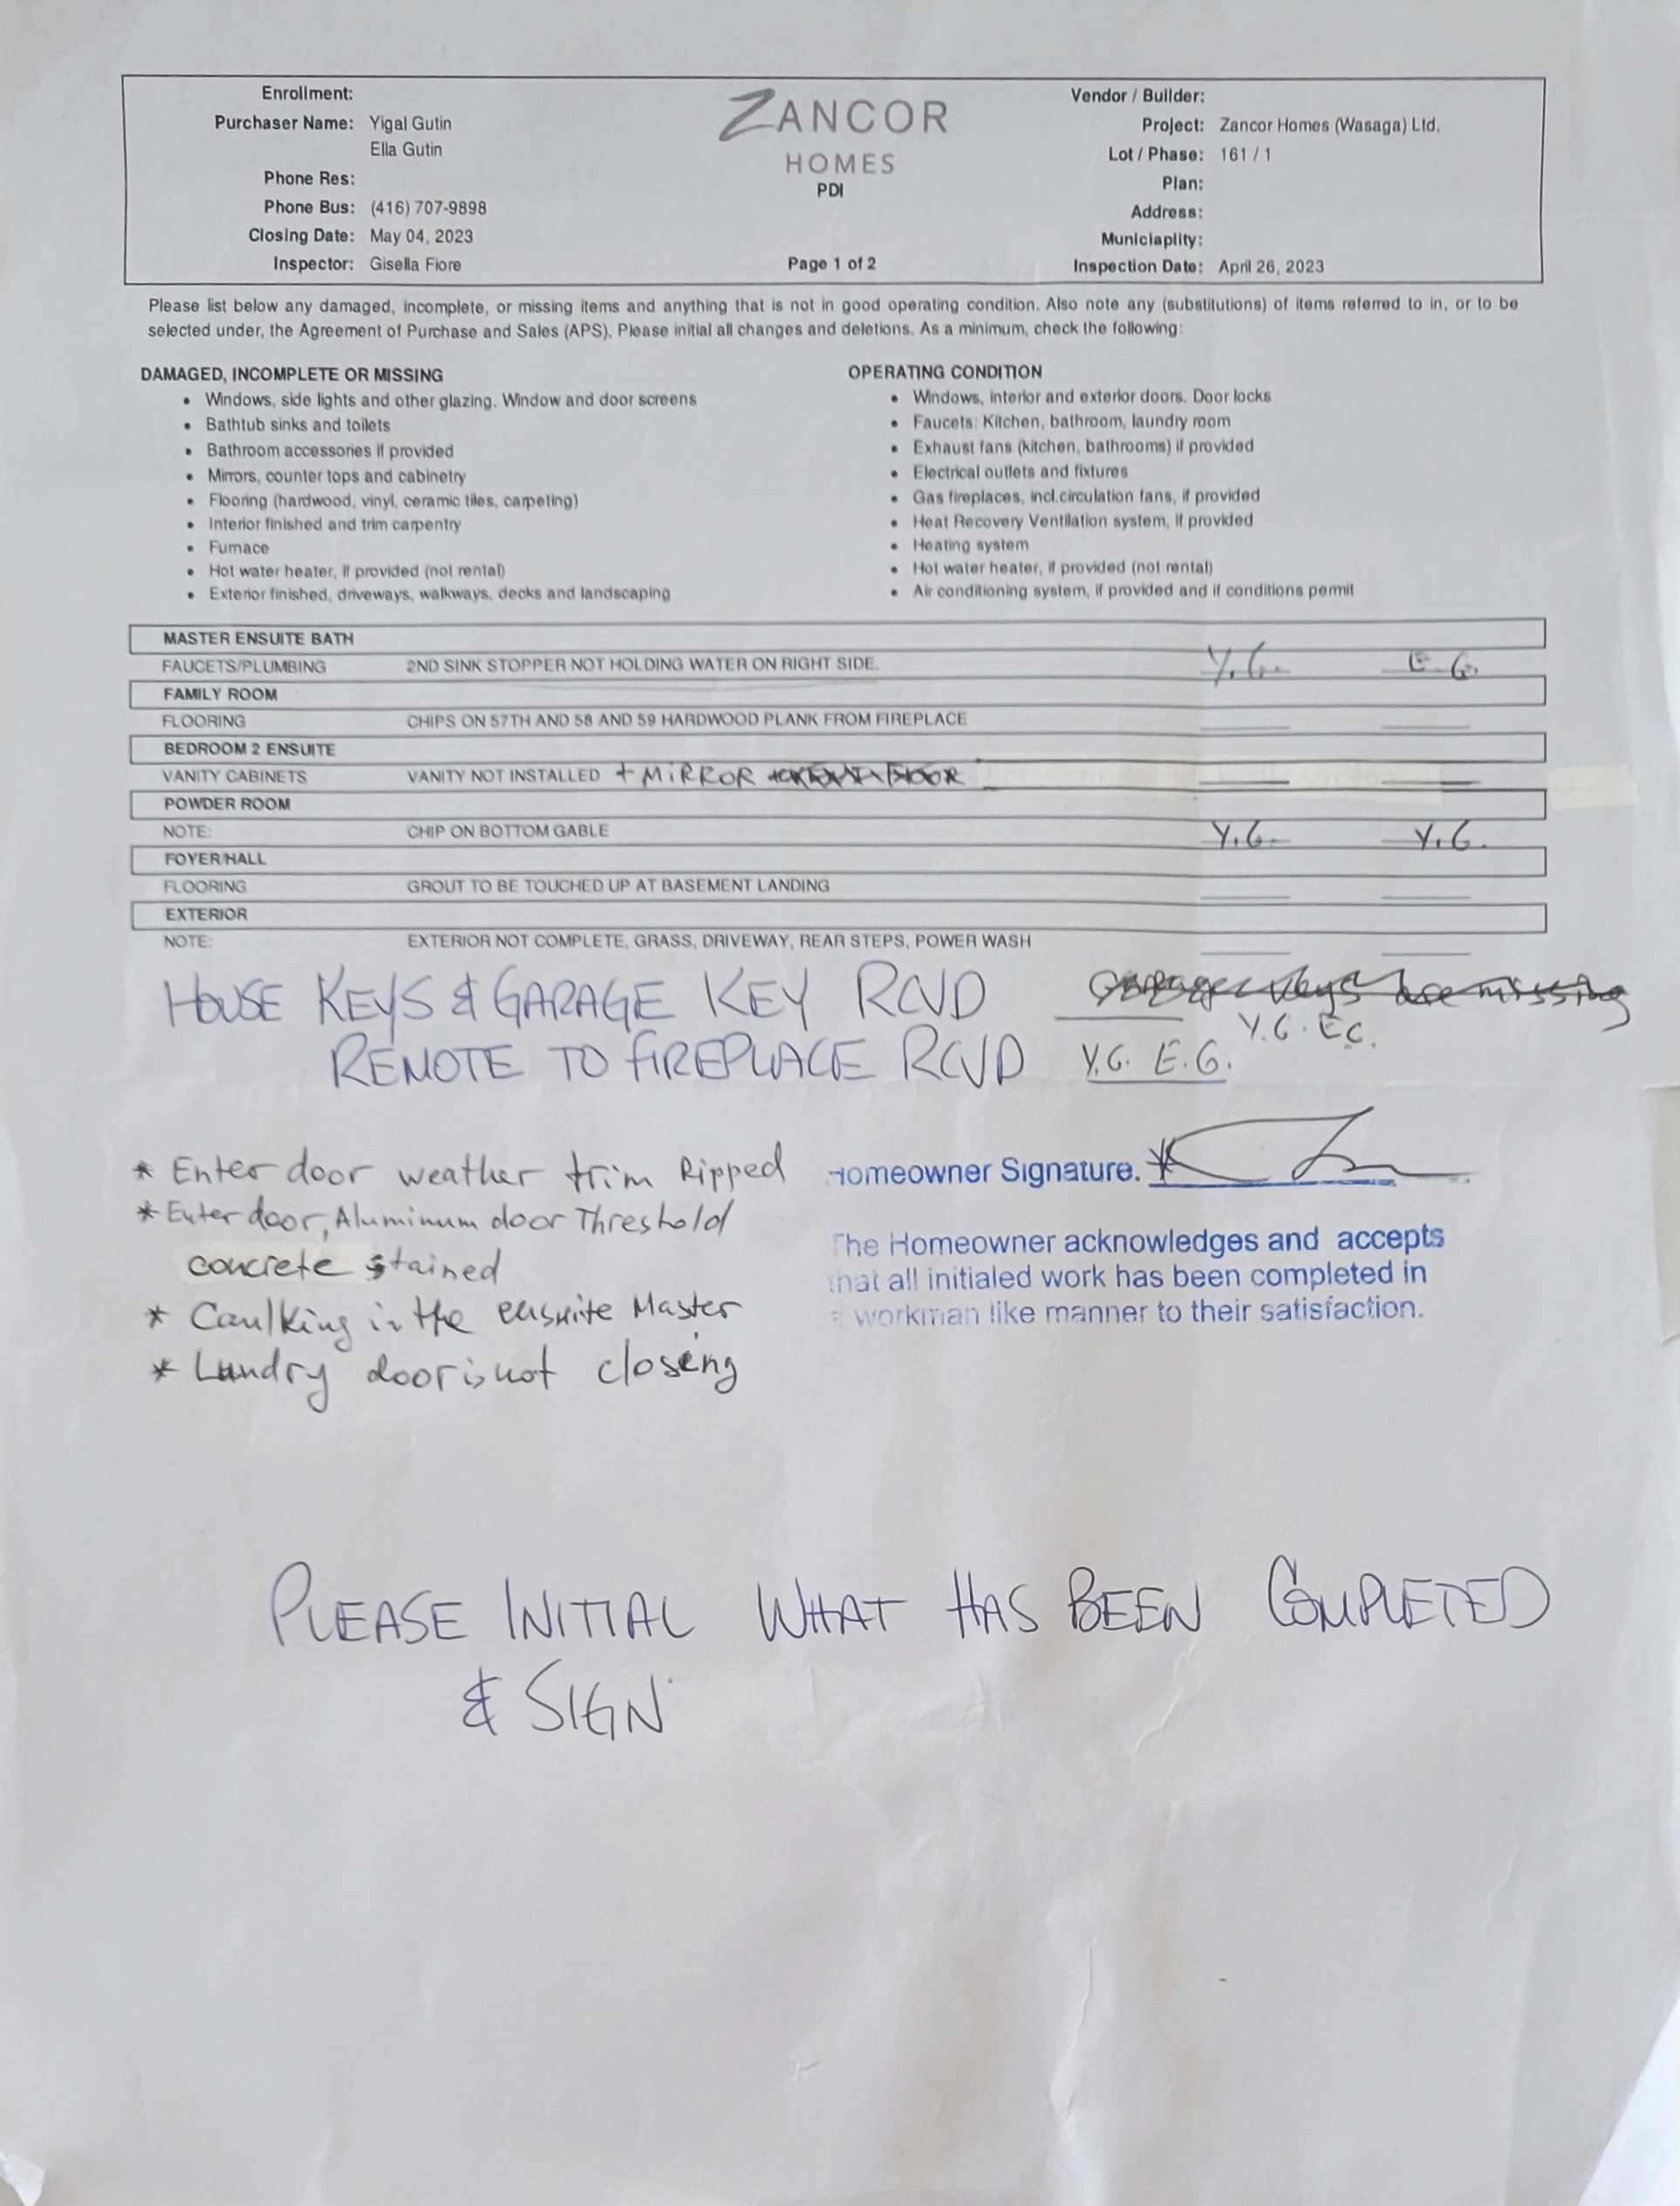 Enrollment:
Purchaser Name: Yigal Gutin
Ella Gutin
Phone Res:
Phone Bus: (416) 707-9898
Closing Date: May 04, 2023
Inspector: Gisella Fiore
ZANCOR
HOMES
PDI
Page 1 of 2
Vendor / Builder:
Project: Zancor Homes (Wasaga) Ltd.
Lot / Phase: 161 / 1
Plan:
Address:
Municiaplity:
Inspection Date: April 26, 2023
Please list below any damaged, incomplete, or missing items and anything that is not in good operating condition. Also note any (substitutions) of items referred to in, or to be
selected under, the Agreement of Purchase and Sales (APS). Please initial all changes and deletions. As a minimum, check the following:
DAMAGED, INCOMPLETE OR MISSING
• Windows, side lights and other glazing. Window and door screens
• Bathtub sinks and toilets
• Bathroom accessories if provided
• Mirrors, counter tops and cabinetry
• Flooring (hardwood, vinyl, ceramic tiles, carpeting)
• Interior finished and trim carpentry
• Furnace
• Hot water heater, if provided (not rental)
• Exterior finished, driveways, walkways, decks and landscaping
OPERATING CONDITION
• Windows, interior and exterior doors. Door locks
• Faucets: Kitchen, bathroom, laundry room
• Exhaust fans (kitchen, bathrooms) if provided
• Electrical outlets and fixtures
• Gas fireplaces, incl.circulation fans, if provided
• Heat Recovery Ventilation system, if provided
• Heating system
• Hot water heater, if provided (not rental)
• Air conditioning system, if provided and if conditions permit
MASTER ENSUITE BATH
FAUCETS/PLUMBING 2ND SINK STOPPER NOT HOLDING WATER ON RIGHT SIDE. Y.G. E.G.
FAMILY ROOM
FLOORING CHIPS ON 57TH AND 58 AND 59 HARDWOOD PLANK FROM FIREPLACE
BEDROOM 2 ENSUITE
VANITY CABINETS VANITY NOT INSTALLED + MIRROR
POWDER ROOM
NOTE: CHIP ON BOTTOM GABLE Y.G. Y.G.
FOYER/HALL
FLOORING GROUT TO BE TOUCHED UP AT BASEMENT LANDING
EXTERIOR
NOTE: EXTERIOR NOT COMPLETE, GRASS, DRIVEWAY, REAR STEPS, POWER WASH
HOUSE KEYS & GARAGE KEY RCVD Garage keys are missing
Y.G. E.G.
REMOTE TO FIREPLACE RCVD Y.G. E.G.
* Enter door weather trim Ripped
* Enter door, Aluminum door Threshold
concrete stained
* Caulking in the ensuite Master
* Laundry door is not closing
Homeowner Signature.
The Homeowner acknowledges and accepts
that all initialed work has been completed in
a workman like manner to their satisfaction.
PLEASE INITIAL WHAT HAS BEEN COMPLETED
& SIGN